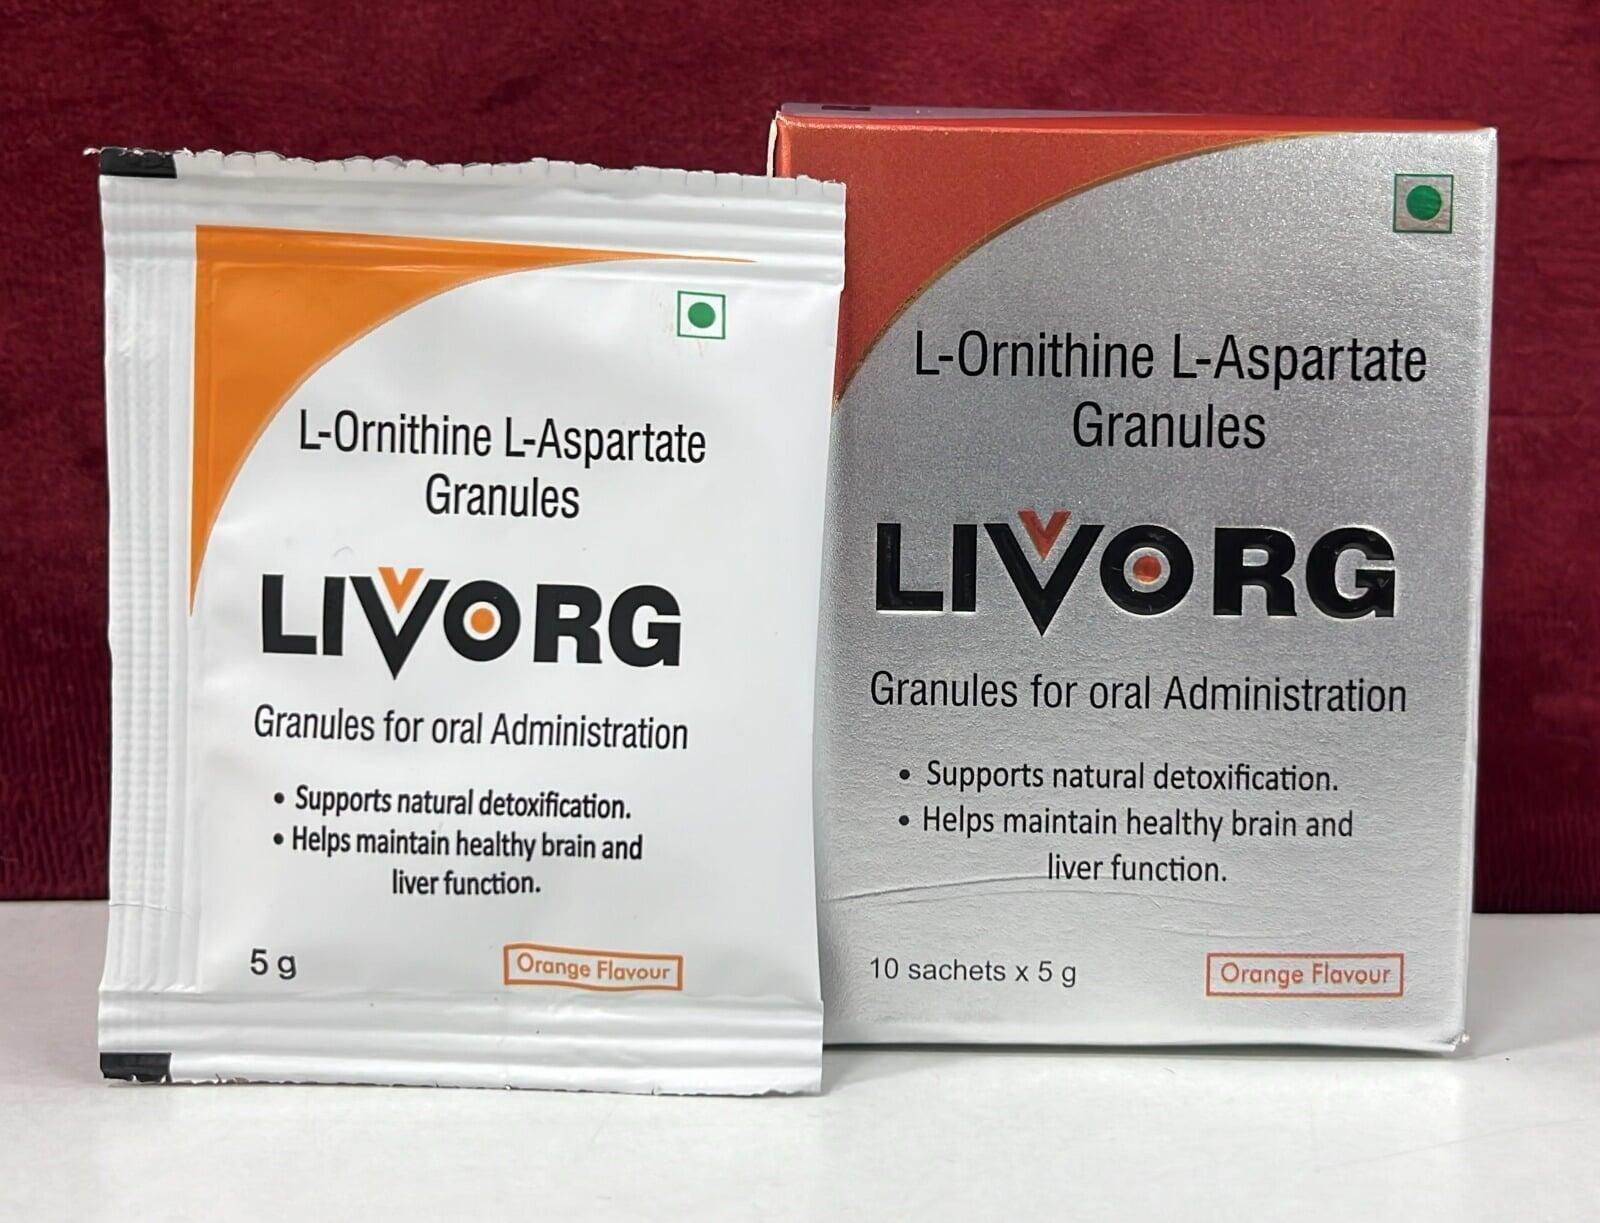 L-Ornithine L-Aspartate
Granules
LIVORG
Granules for oral Administration
• Supports natural detoxification.
• Helps maintain healthy brain and
liver function.
5 g
Orange Flavour
L-Ornithine L-Aspartate
Granules
LIVORG
Granules for oral Administration
• Supports natural detoxification.
• Helps maintain healthy brain and
liver function.
10 sachets x 5 g
Orange Flavour